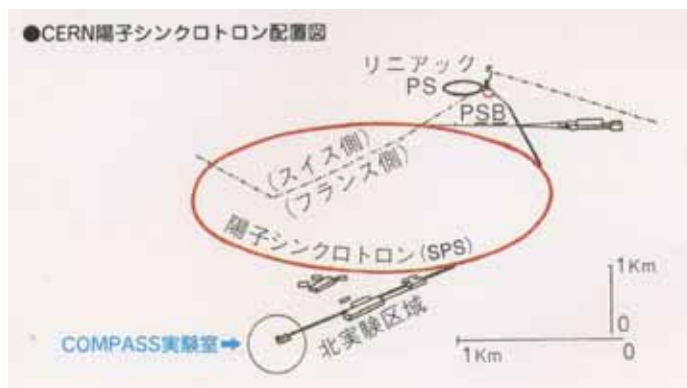 ●CERN陽子シンクロトロン配置図
リニアック
PS
PSB
(スイス側)
(フランス側)
陽子シンクロトロン(SPS)
北実験区域
COMPASS実験室➡
1Km
0
1Km
0